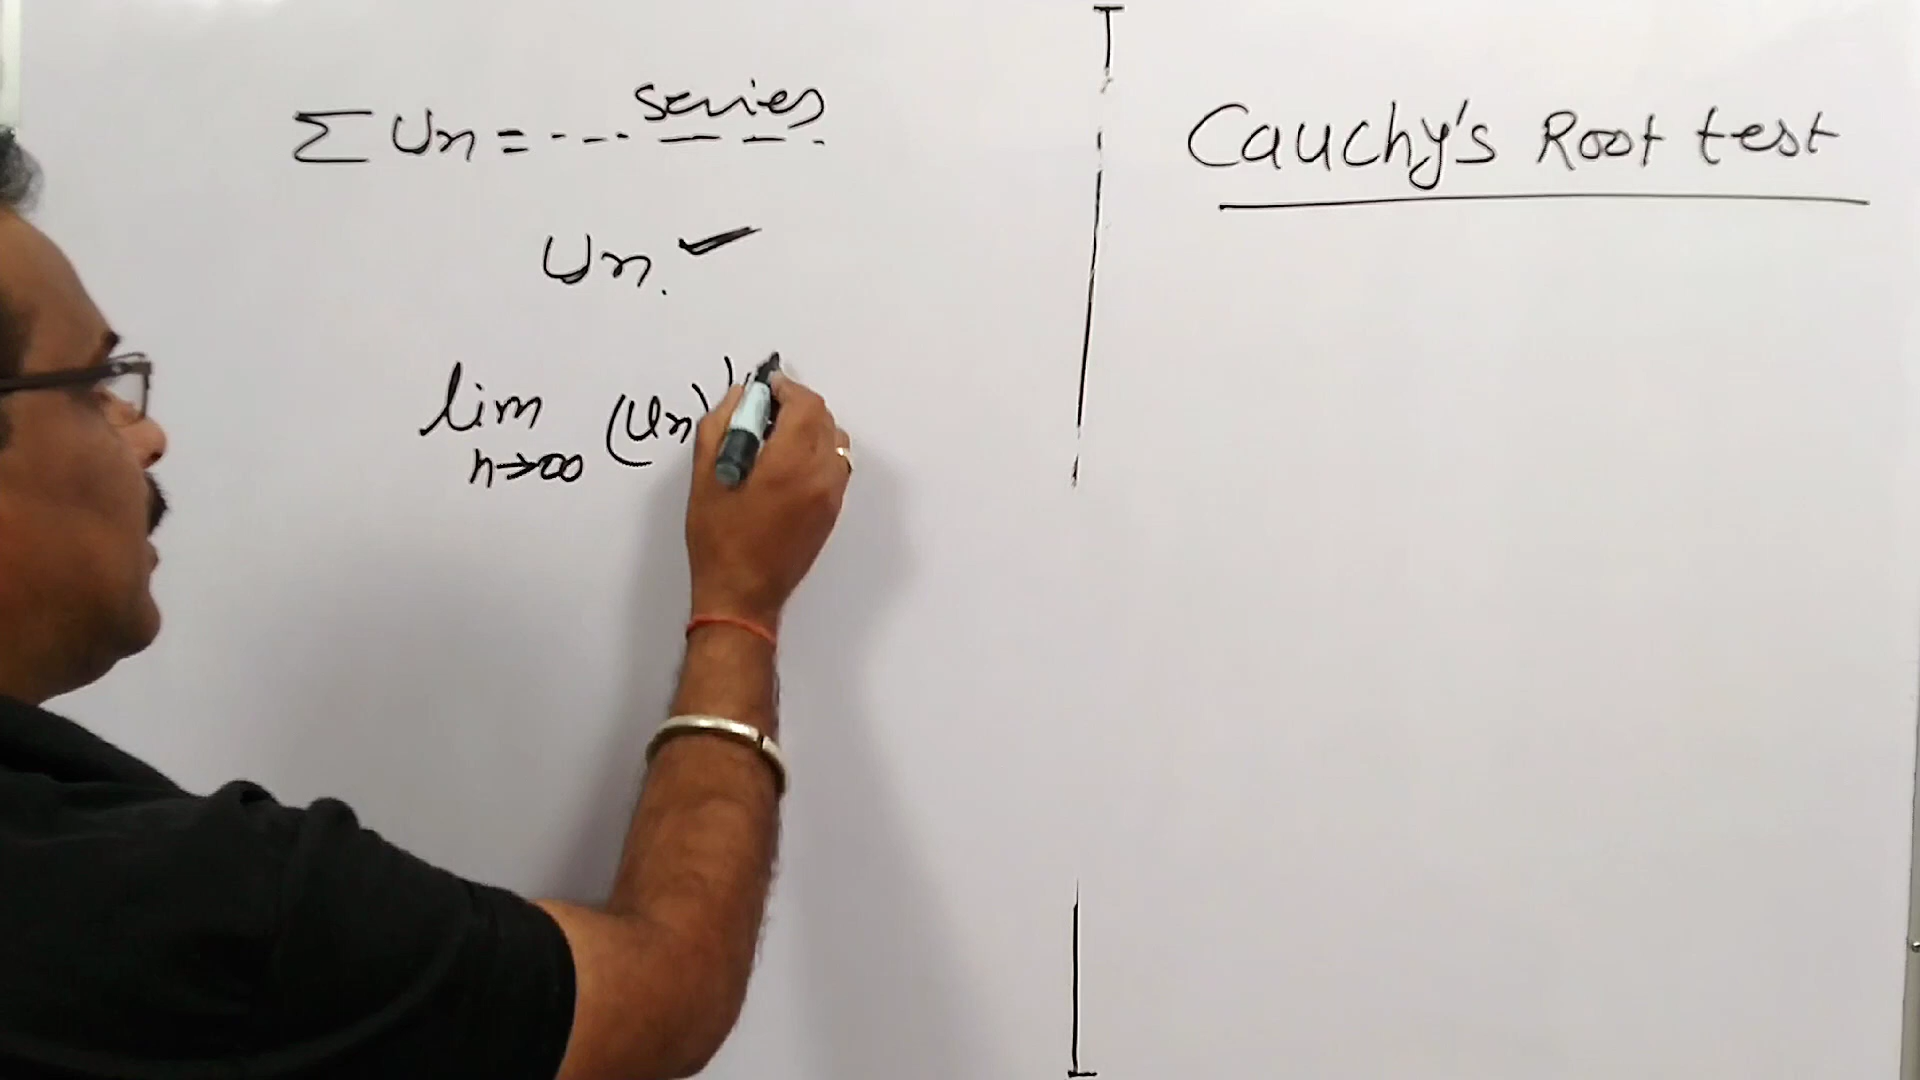 Σ Un = --- series
Un. ✓
lim (Un)
n→∞
Cauchy's Root test